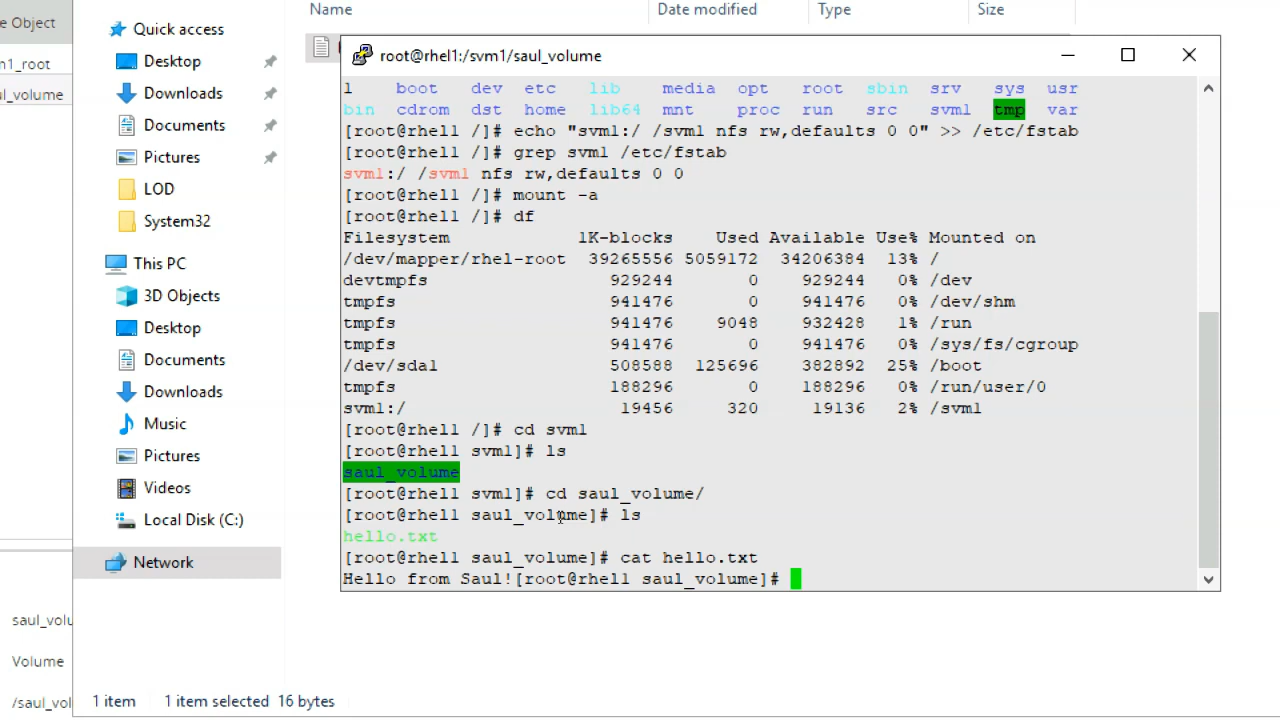 e Object
m1_root
ul_volume
saul_volu
Volume
/saul_vol
Quick access
Desktop
Downloads
Documents
Pictures
LOD
System32
This PC
3D Objects
Desktop
Documents
Downloads
Music
Pictures
Videos
Local Disk (C:)
Network
Name Date modified Type Size
root@rhel1:/svm1/saul_volume
1 boot dev etc lib media opt root sbin srv sys usr
bin cdrom dst home lib64 mnt proc run src svm1 tmp var
[root@rhel1 /]# echo "svm1:/ /svm1 nfs rw,defaults 0 0" >> /etc/fstab
[root@rhel1 /]# grep svm1 /etc/fstab
svm1:/ /svm1 nfs rw,defaults 0 0
[root@rhel1 /]# mount -a
[root@rhel1 /]# df
Filesystem 1K-blocks Used Available Use% Mounted on
/dev/mapper/rhel-root 39265556 5059172 34206384 13% /
devtmpfs 929244 0 929244 0% /dev
tmpfs 941476 0 941476 0% /dev/shm
tmpfs 941476 9048 932428 1% /run
tmpfs 941476 0 941476 0% /sys/fs/cgroup
/dev/sda1 508588 125696 382892 25% /boot
tmpfs 188296 0 188296 0% /run/user/0
svm1:/ 19456 320 19136 2% /svm1
[root@rhel1 /]# cd svm1
[root@rhel1 svm1]# ls
saul_volume
[root@rhel1 svm1]# cd saul_volume/
[root@rhel1 saul_volume]# ls
hello.txt
[root@rhel1 saul_volume]# cat hello.txt
Hello from Saul![root@rhel1 saul_volume]#
1 item 1 item selected 16 bytes